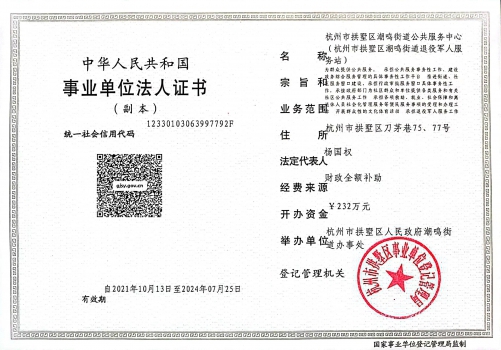 中华人民共和国
事业单位法人证书
(副本)
统一社会信用代码
12330103063997792F
gjsy.gov.cn
自2021年10月13日至2024年07月25日
有效期
名称
杭州市拱墅区潮鸣街道公共服务中心
(杭州市拱墅区潮鸣街道退役军人服
务站)
宗旨和
业务范围
为群众提供公共服务。
住所
杭州市拱墅区刀茅巷75、77号
法定代表人
杨国权
经费来源
财政全额补助
开办资金
￥232万元
举办单位
杭州市拱墅区人民政府潮鸣街
道办事处
登记管理机关
杭州市拱墅区事业单位登记管理局
国家事业单位登记管理局监制